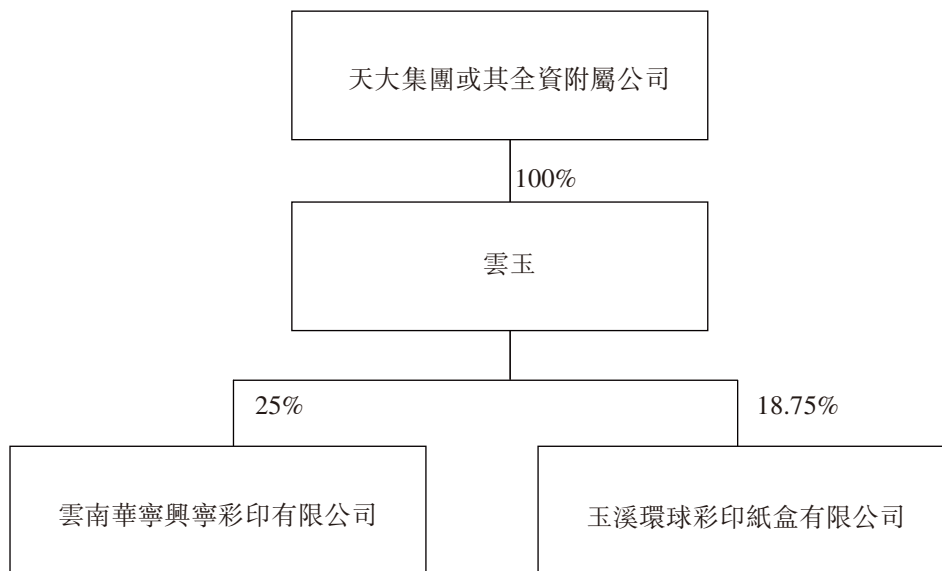 天大集團或其全資附屬公司
100%
雲玉
25%
18.75%
雲南華寧興寧彩印有限公司
玉溪環球彩印紙盒有限公司